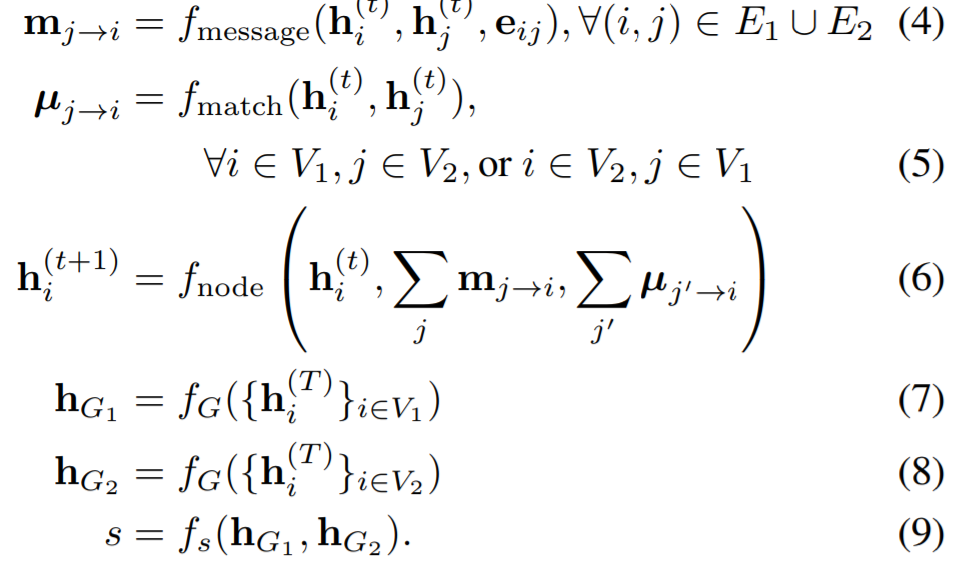 m_{j→i} = f_message(h_i^{(t)}, h_j^{(t)}, e_{ij}), ∀(i, j) ∈ E_1 ∪ E_2 (4)
μ_{j→i} = f_match(h_i^{(t)}, h_j^{(t)}),
∀i ∈ V_1, j ∈ V_2, or i ∈ V_2, j ∈ V_1 (5)
h_i^{(t+1)} = f_node(h_i^{(t)}, ∑_j m_{j→i}, ∑_{j'} μ_{j'→i}) (6)
h_{G_1} = f_G({h_i^{(T)}}_{i∈V_1}) (7)
h_{G_2} = f_G({h_i^{(T)}}_{i∈V_2}) (8)
s = f_s(h_{G_1}, h_{G_2}). (9)